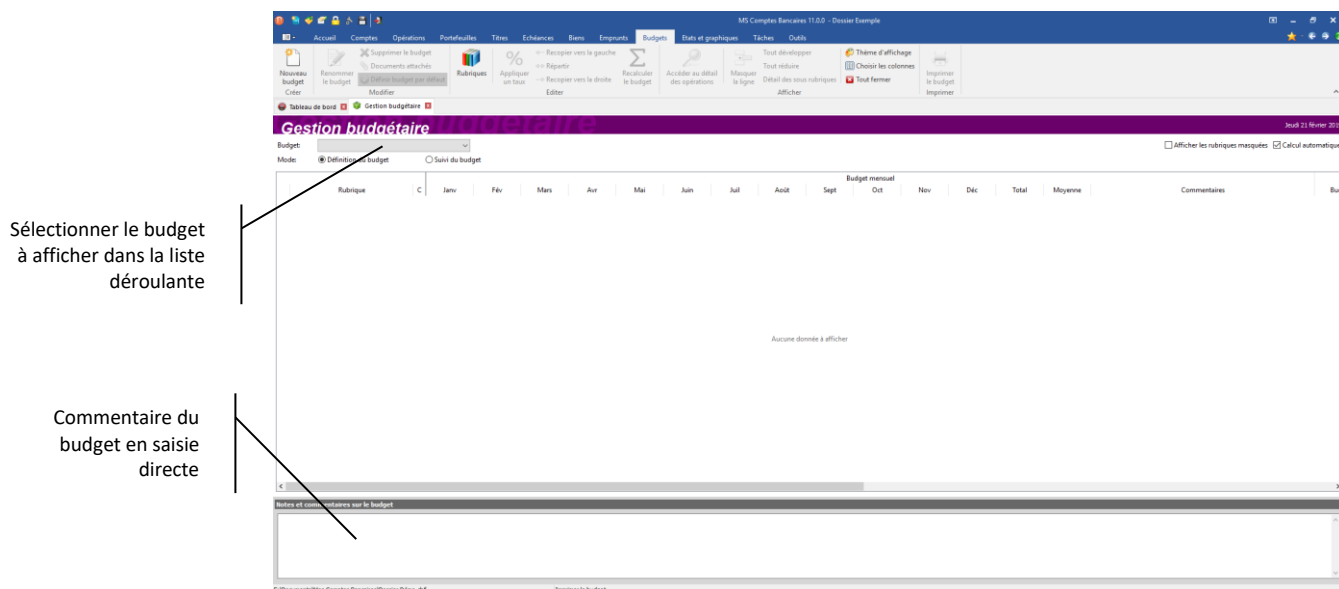 MS Comptes Bancaires 11.0.0 - Dossier Exemple
Accueil Comptes Opérations Portefeuilles Titres Echéances Biens Emprunts Budgets Etats et graphiques Tâches Outils
Nouveau budget
Créer
Renommer le budget
Supprimer le budget
Documents attachés
Définir budget par défaut
Modifier
Rubriques
Appliquer un taux
Recopier vers la gauche
Répartir
Recopier vers la droite
Editer
Recalculer le budget
Accéder au détail des opérations
Masquer la ligne
Tout développer
Tout réduire
Détail des sous rubriques
Afficher
Thème d'affichage
Choisir les colonnes
Tout fermer
Imprimer le budget
Imprimer
Tableau de bord Gestion budgétaire
Gestion budgétaire
Jeudi 21 février 201
Budget:
Afficher les rubriques masquées Calcul automatique
Mode: Définition du budget Suivi du budget
Budget mensuel
Rubrique C Janv Fév Mars Avr Mai Juin Juil Août Sept Oct Nov Déc Total Moyenne Commentaires Bu
Sélectionner le budget
à afficher dans la liste
déroulante
Aucune donnée à afficher
Commentaire du
budget en saisie
directe
Notes et commentaires sur le budget